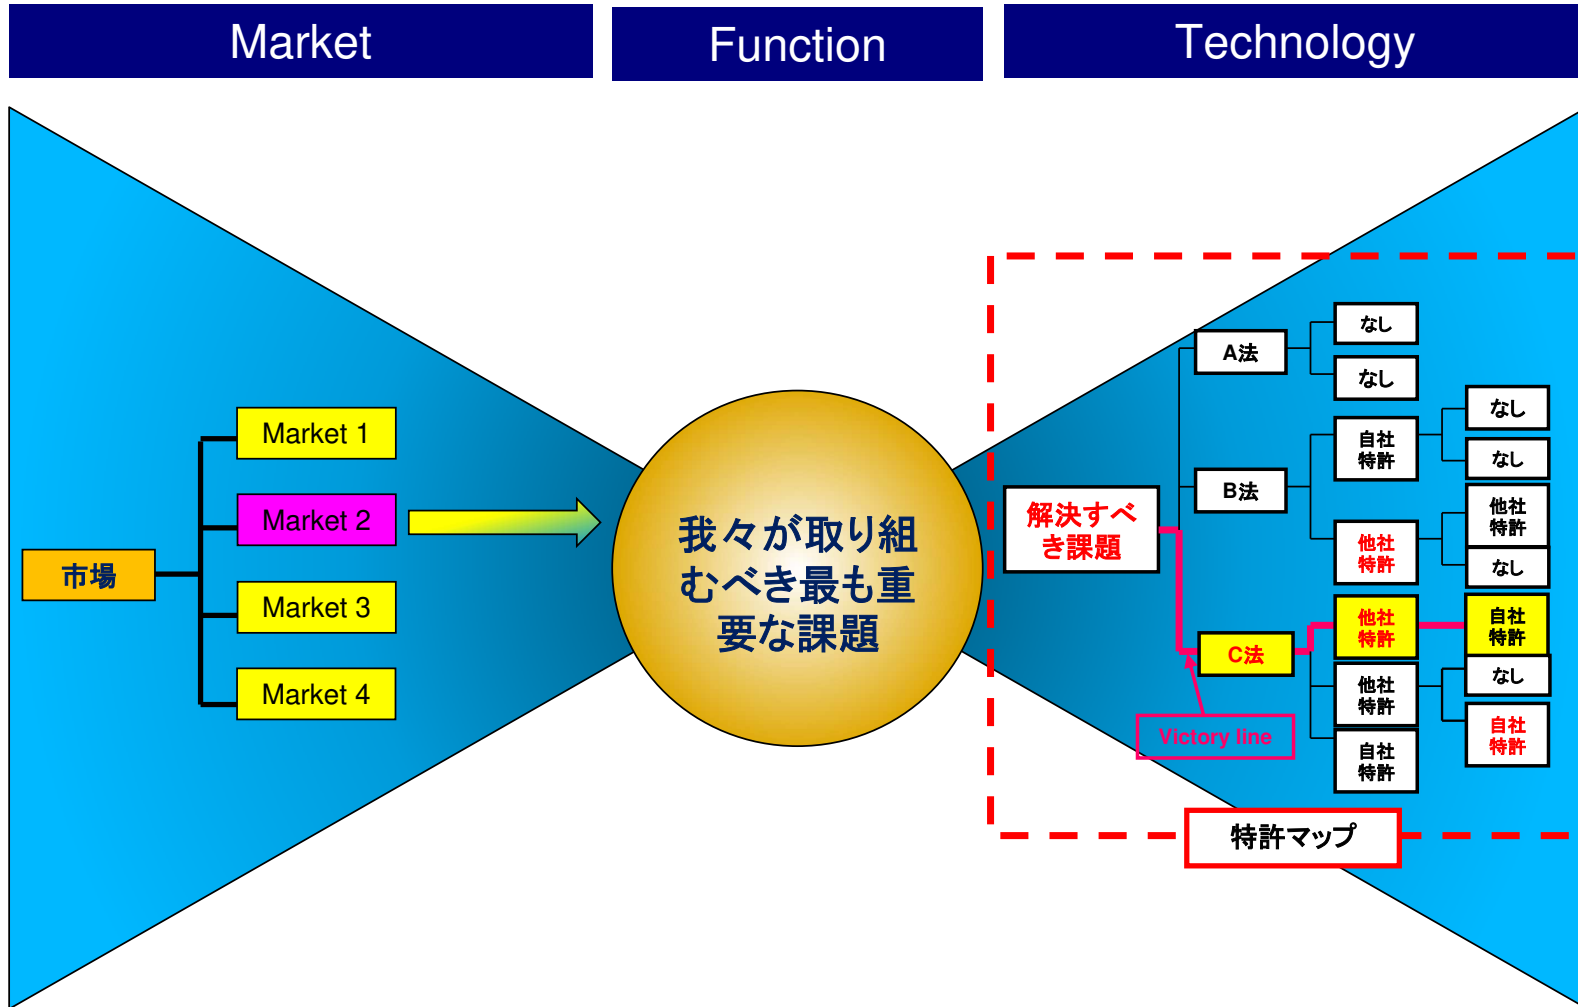 Market
Function
Technology
市場
Market 1
Market 2
Market 3
Market 4
我々が取り組
むべき最も重
要な課題
解決すべ
き課題
A法
なし
なし
B法
自社
特許
なし
なし
他社
特許
他社
特許
なし
C法
他社
特許
自社
特許
他社
特許
なし
自社
特許
自社
特許
Victory line
特許マップ